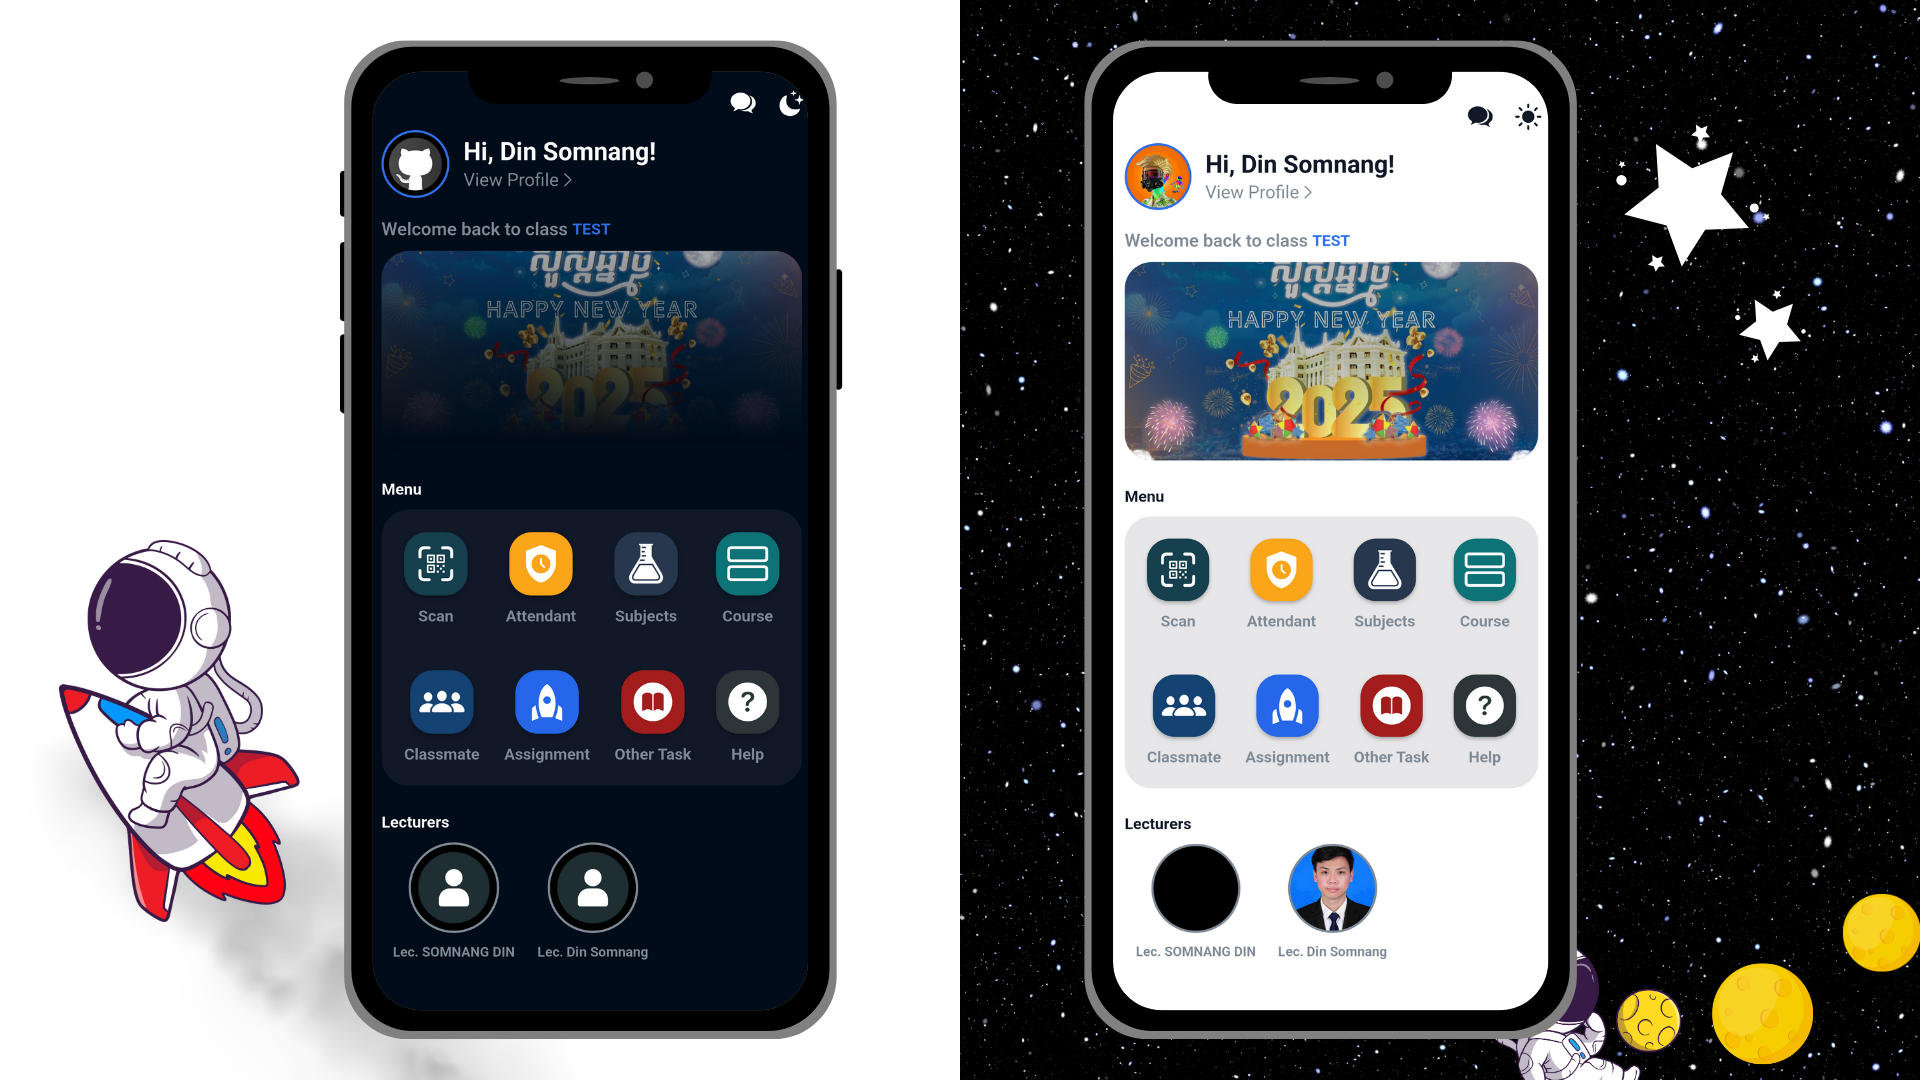 Hi, Din Somnang!
View Profile >
Welcome back to class TEST
សួស្តីឆ្នាំថ្មី
HAPPY NEW YEAR
2025
Menu
Scan Attendant Subjects Course
Classmate Assignment Other Task Help
Lecturers
Lec. SOMNANG DIN Lec. Din Somnang
Hi, Din Somnang!
View Profile >
Welcome back to class TEST
សួស្តីឆ្នាំថ្មី
HAPPY NEW YEAR
2025
Menu
Scan Attendant Subjects Course
Classmate Assignment Other Task Help
Lecturers
Lec. SOMNANG DIN Lec. Din Somnang